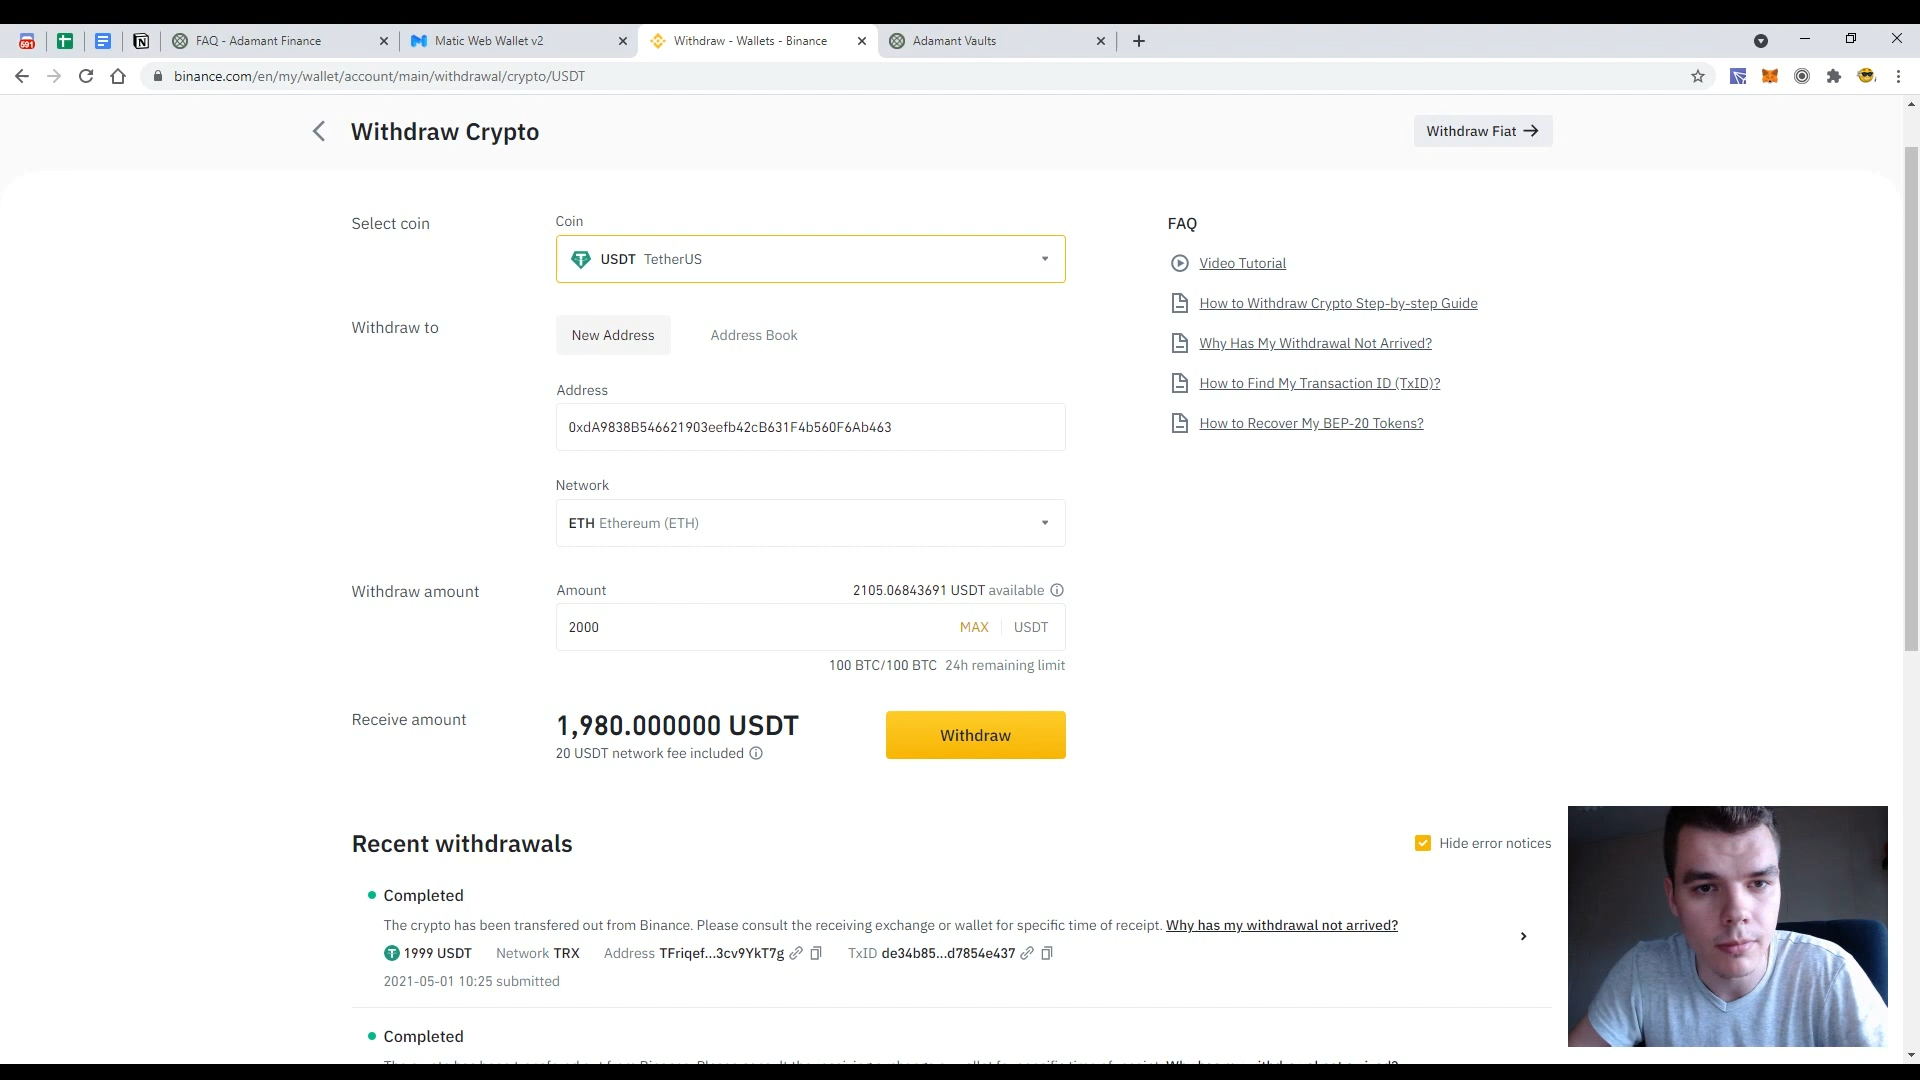 691
FAQ - Adamant Finance
Matic Web Wallet v2
Withdraw - Wallets - Binance
Adamant Vaults
binance.com/en/my/wallet/account/main/withdrawal/crypto/USDT
Withdraw Crypto
Withdraw Fiat
Select coin
Coin
USDT TetherUS
Withdraw to
New Address
Address Book
Address
0xdA9838B546621903eefb42cB631F4b560F6Ab463
Network
ETH Ethereum (ETH)
Withdraw amount
Amount
2105.06843691 USDT available
2000
MAX
USDT
100 BTC/100 BTC 24h remaining limit
Receive amount
1,980.000000 USDT
20 USDT network fee included
Withdraw
FAQ
Video Tutorial
How to Withdraw Crypto Step-by-step Guide
Why Has My Withdrawal Not Arrived?
How to Find My Transaction ID (TxID)?
How to Recover My BEP-20 Tokens?
Recent withdrawals
Hide error notices
Completed
The crypto has been transfered out from Binance. Please consult the receiving exchange or wallet for specific time of receipt. Why has my withdrawal not arrived?
1999 USDT Network TRX Address TFriqef...3cv9YkT7g TxID de34b85...d7854e437
2021-05-01 10:25 submitted
Completed